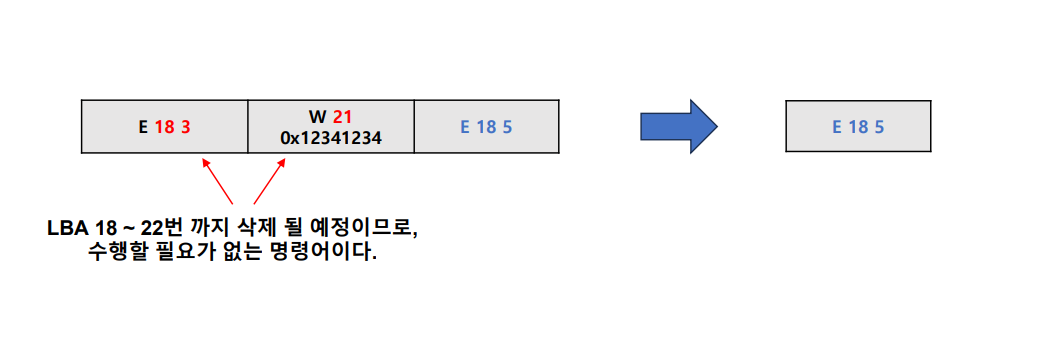 E 18 3
W 21
0x12341234
E 18 5
E 18 5
LBA 18 ~ 22번 까지 삭제 될 예정이므로,
수행할 필요가 없는 명령어이다.